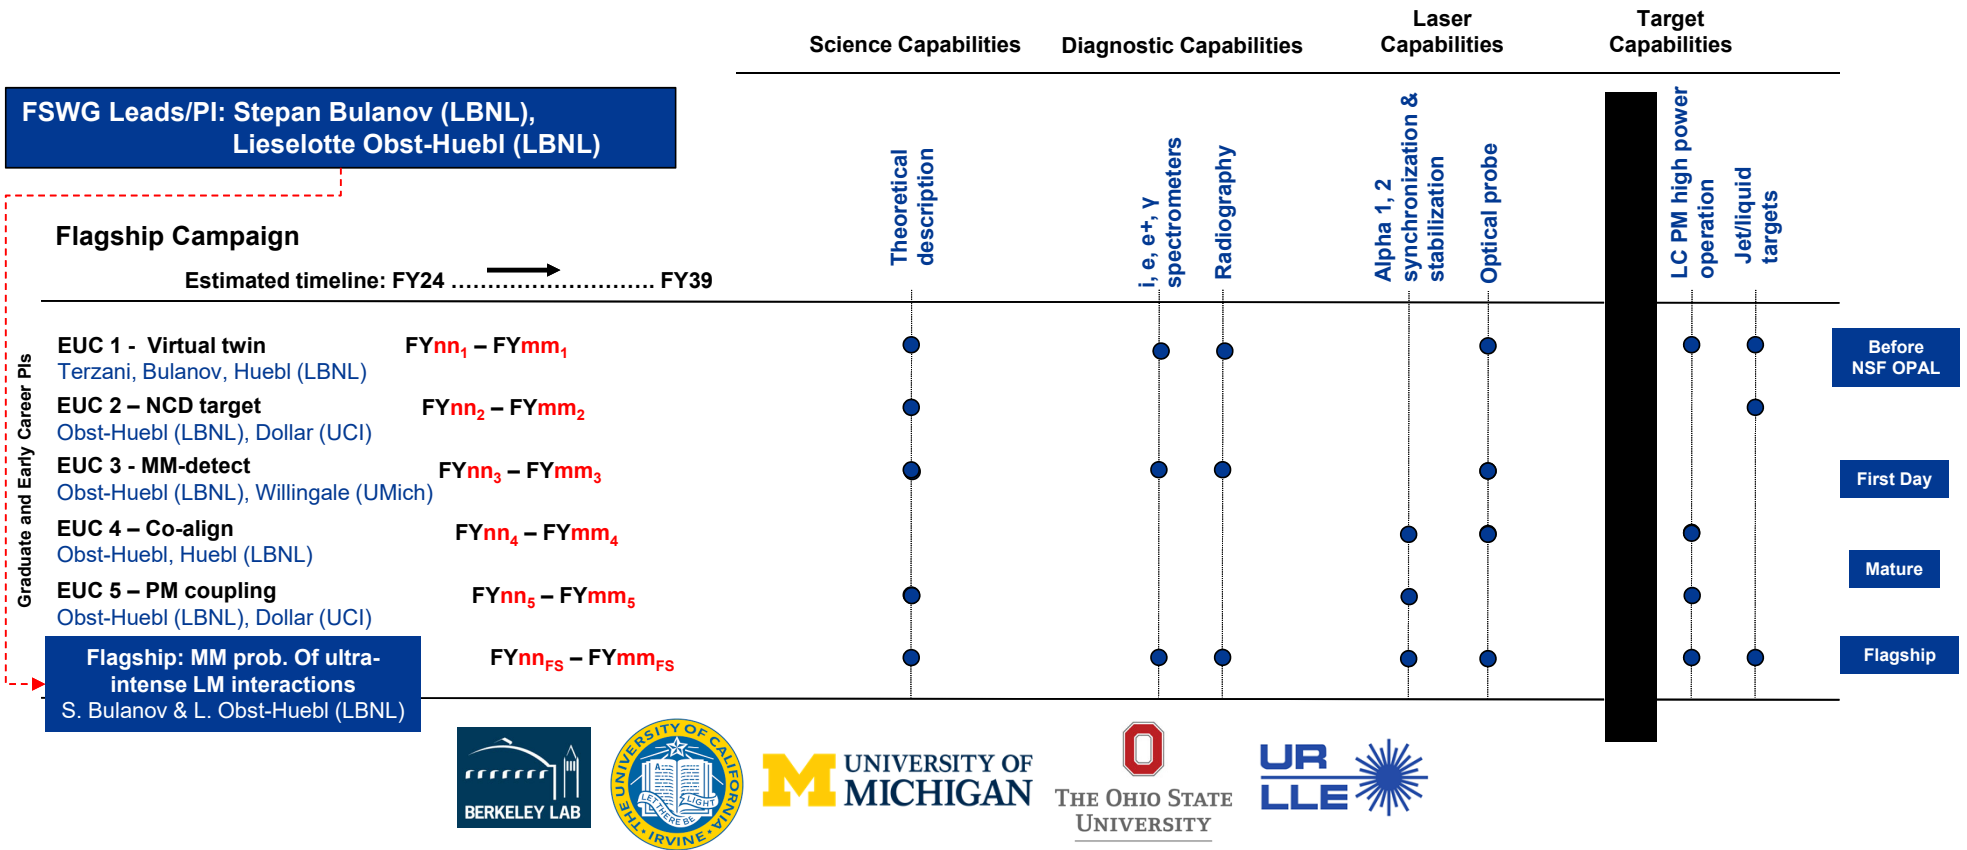 Science Capabilities
Diagnostic Capabilities
Laser
Capabilities
Target
Capabilities
FSWG Leads/PI: Stepan Bulanov (LBNL),
Lieselotte Obst-Huebl (LBNL)
Theoretical
description
i, e, e+, γ
spectrometers
Radiography
Alpha 1, 2
synchronization &
stabilization
Optical probe
LC PM high power
operation
Jet/liquid
targets
Flagship Campaign
Estimated timeline: FY24 ............................ FY39
Graduate and Early Career PIs
EUC 1 - Virtual twin FYnn1 – FYmm1
Terzani, Bulanov, Huebl (LBNL)
Before
NSF OPAL
EUC 2 – NCD target FYnn2 – FYmm2
Obst-Huebl (LBNL), Dollar (UCI)
EUC 3 - MM-detect FYnn3 – FYmm3
Obst-Huebl (LBNL), Willingale (UMich)
First Day
EUC 4 – Co-align FYnn4 – FYmm4
Obst-Huebl, Huebl (LBNL)
Mature
EUC 5 – PM coupling FYnn5 – FYmm5
Obst-Huebl (LBNL), Dollar (UCI)
Flagship: MM prob. Of ultra-
intense LM interactions
S. Bulanov & L. Obst-Huebl (LBNL)
FYnnFS – FYmmFS
Flagship
BERKELEY LAB
THE UNIVERSITY OF CALIFORNIA
LET THERE BE LIGHT
IRVINE
M UNIVERSITY OF
MICHIGAN
O
THE OHIO STATE
UNIVERSITY
UR
LLE